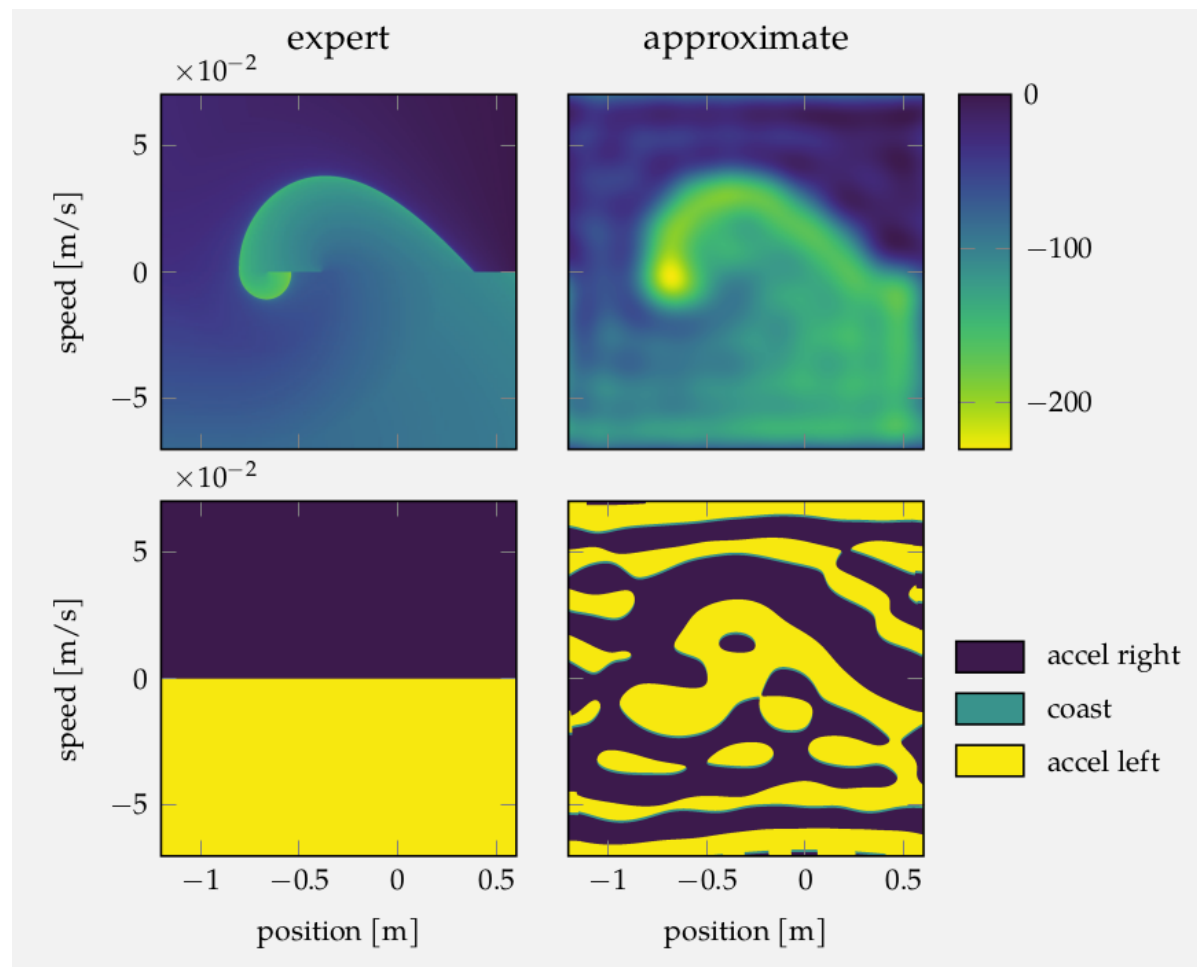 expert
approximate
×10⁻²
5
0
−5
speed [m/s]
0
−100
−200
×10⁻²
5
0
−5
speed [m/s]
−1
−0.5
0
0.5
position [m]
−1
−0.5
0
0.5
position [m]
accel right
coast
accel left